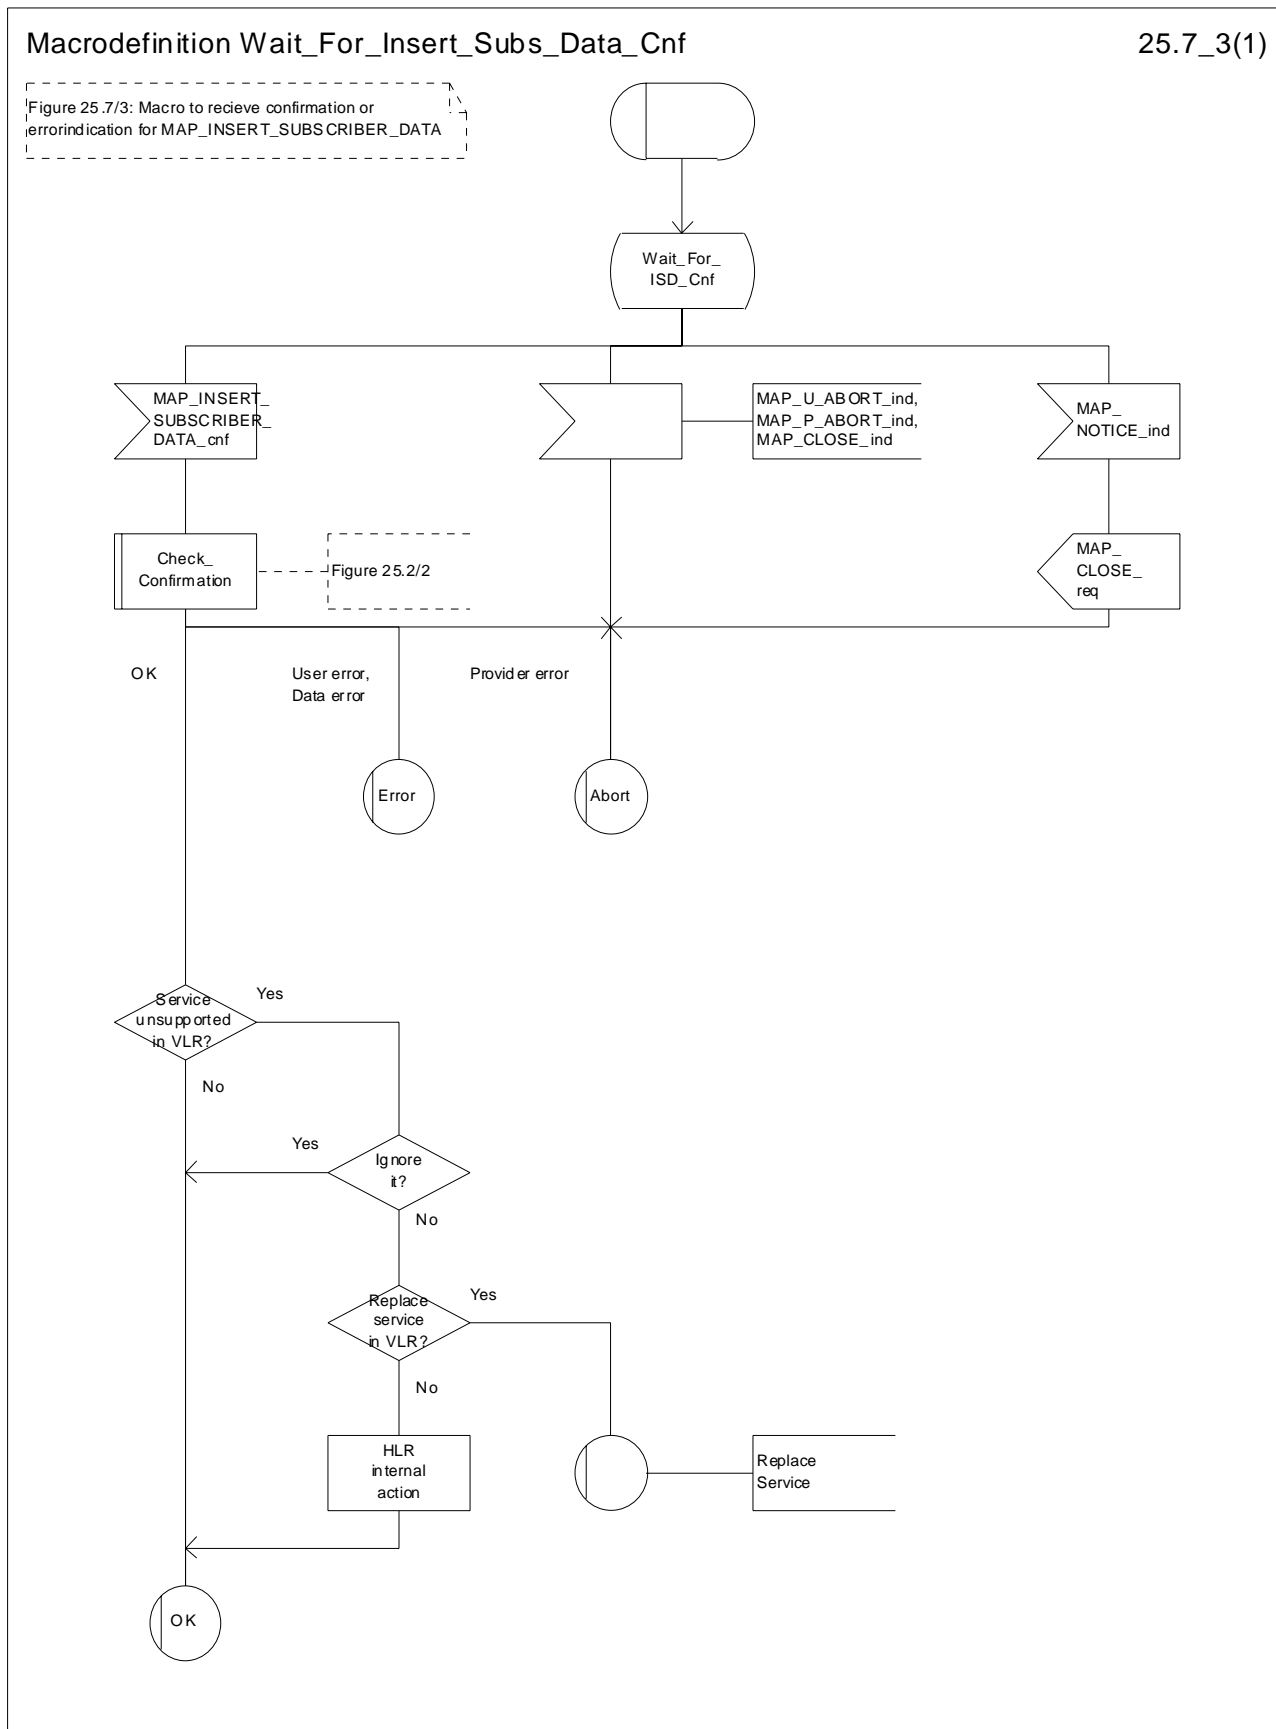 Macrodefinition Wait_For_Insert_Subs_Data_Cnf
25.7_3(1)
Figure 25.7/3: Macro to recieve confirmation or
errorindication for MAP_INSERT_SUBSCRIBER_DATA
Wait_For_
ISD_Cnf
MAP_INSERT_
SUBSCRIBER_
DATA_cnf
MAP_U_ABORT_ind,
MAP_P_ABORT_ind,
MAP_CLOSE_ind
MAP_
NOTICE_ind
Check_
Confirmation
Figure 25.2/2
MAP_
CLOSE_
req
OK
User error,
Data error
Provider error
Error
Abort
Service
unsupported
in VLR?
Yes
No
Yes
Ignore
it?
No
Replace
service
in VLR?
Yes
No
HLR
internal
action
Replace
Service
OK